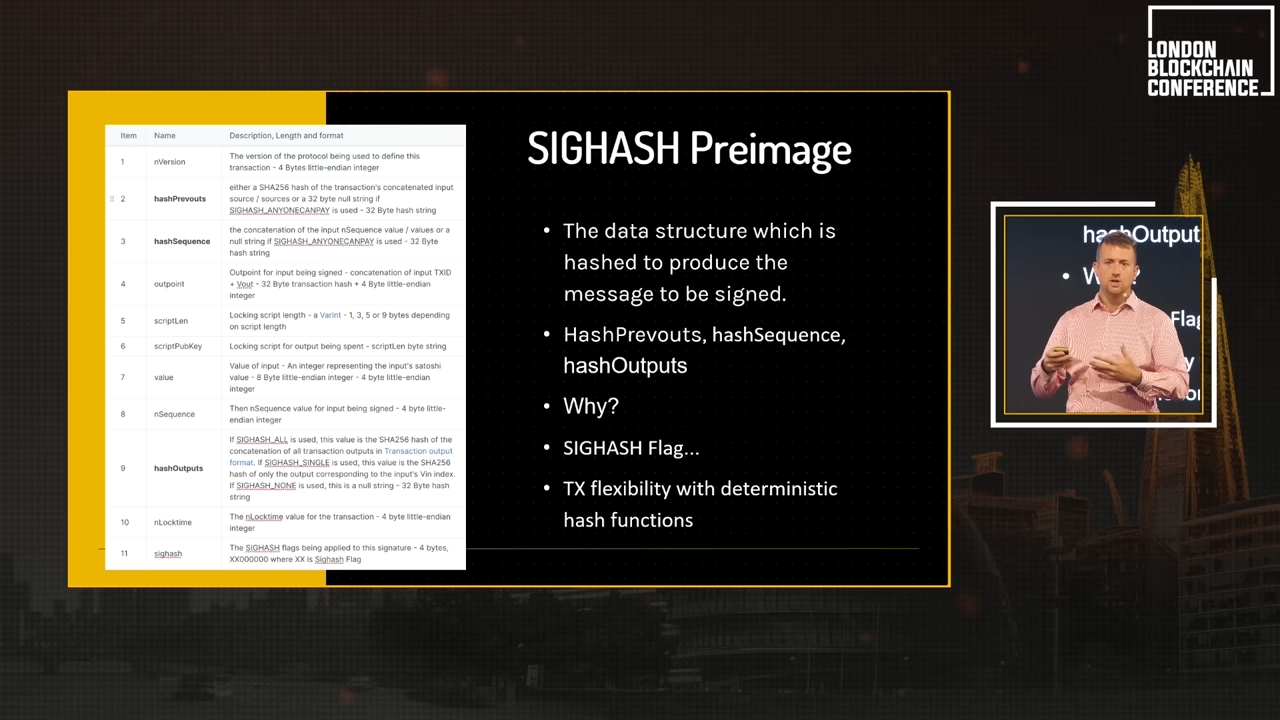 LONDON
BLOCKCHAIN
CONFERENCE
SIGHASH Preimage
Item Name Description, Length and format
1 nVersion The version of the protocol being used to define this
transaction - 4 Bytes little-endian integer
2 hashPrevouts either a SHA256 hash of the transaction's concatenated input
source / sources or a 32 byte null string if
SIGHASH_ANYONECANPAY is used - 32 Byte hash string
3 hashSequence the concatenation of the input nSequence value / values or a
null string if SIGHASH_ANYONECANPAY is used - 32 Byte
hash string
4 outpoint Outpoint for input being signed - concatenation of input TXID
+ Vout - 32 Byte transaction hash + 4 Byte little-endian
integer
5 scriptLen Locking script length - a VarInt - 1, 3, 5 or 9 bytes depending
on script length
6 scriptPubKey Locking script for output being spent - scriptLen byte string
7 value Value of input - An integer representing the input's satoshi
value - 8 Byte little-endian integer - 4 byte little-endian
integer
8 nSequence Then nSequence value for input being signed - 4 byte little-
endian integer
9 hashOutputs If SIGHASH_ALL is used, this value is the SHA256 hash of the
concatenation of all transaction outputs in Transaction output
format. If SIGHASH_SINGLE is used, this value is the SHA256
hash of only the output corresponding to the input's Vin index.
If SIGHASH_NONE is used, this is a null string - 32 Byte hash
string
10 nLocktime The nLocktime value for the transaction - 4 byte little-endian
integer
11 sighash The SIGHASH flags being applied to this signature - 4 bytes,
XX000000 where XX is Sighash Flag
• The data structure which is
hashed to produce the
message to be signed.
• HashPrevouts, hashSequence,
hashOutputs
• Why?
• SIGHASH Flag...
• TX flexibility with deterministic
hash functions
hashOutput